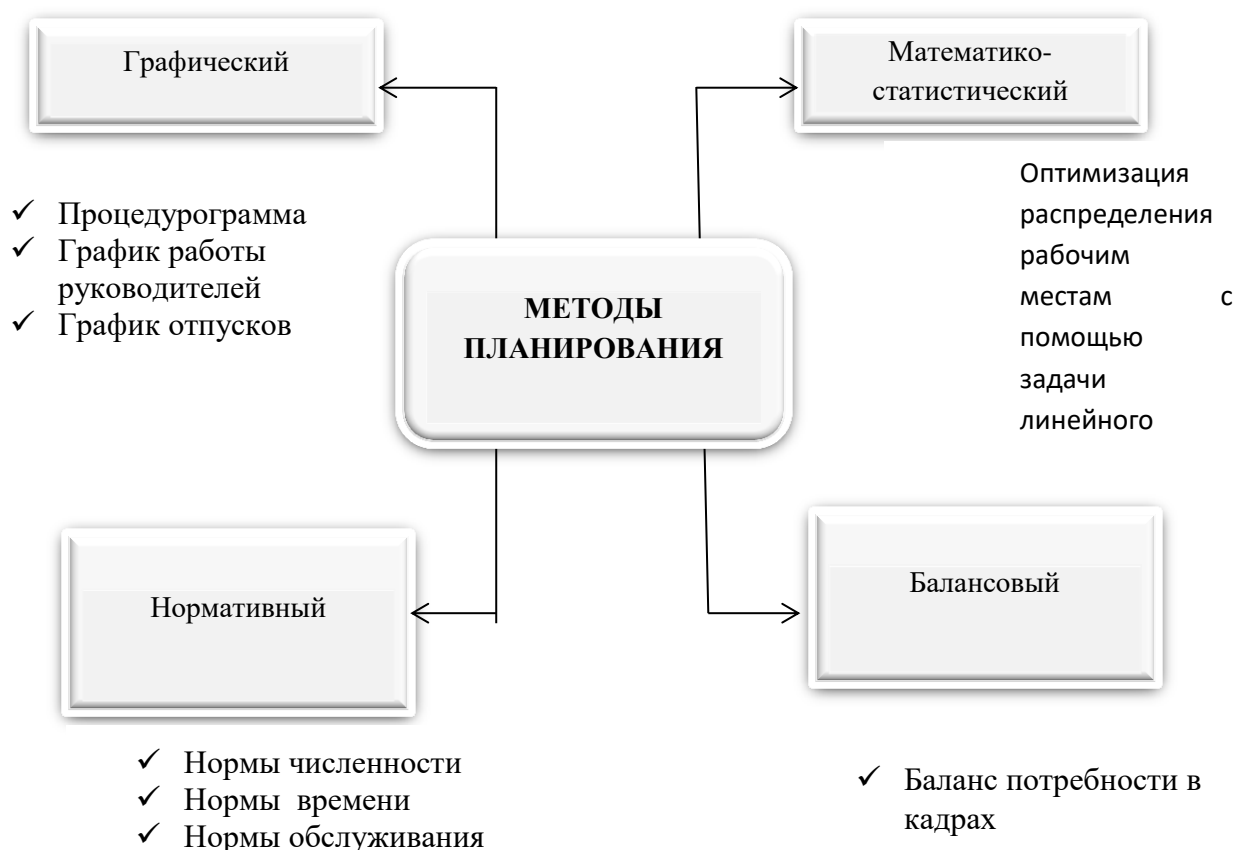 Графический
Математико-
статистический
Оптимизация
распределения
рабочим
местам с
помощью
задачи
линейного
Процедурограмма
График работы
руководителей
График отпусков
МЕТОДЫ
ПЛАНИРОВАНИЯ
Нормативный
Балансовый
Нормы численности
Нормы времени
Нормы обслуживания
Баланс потребности в
кадрах